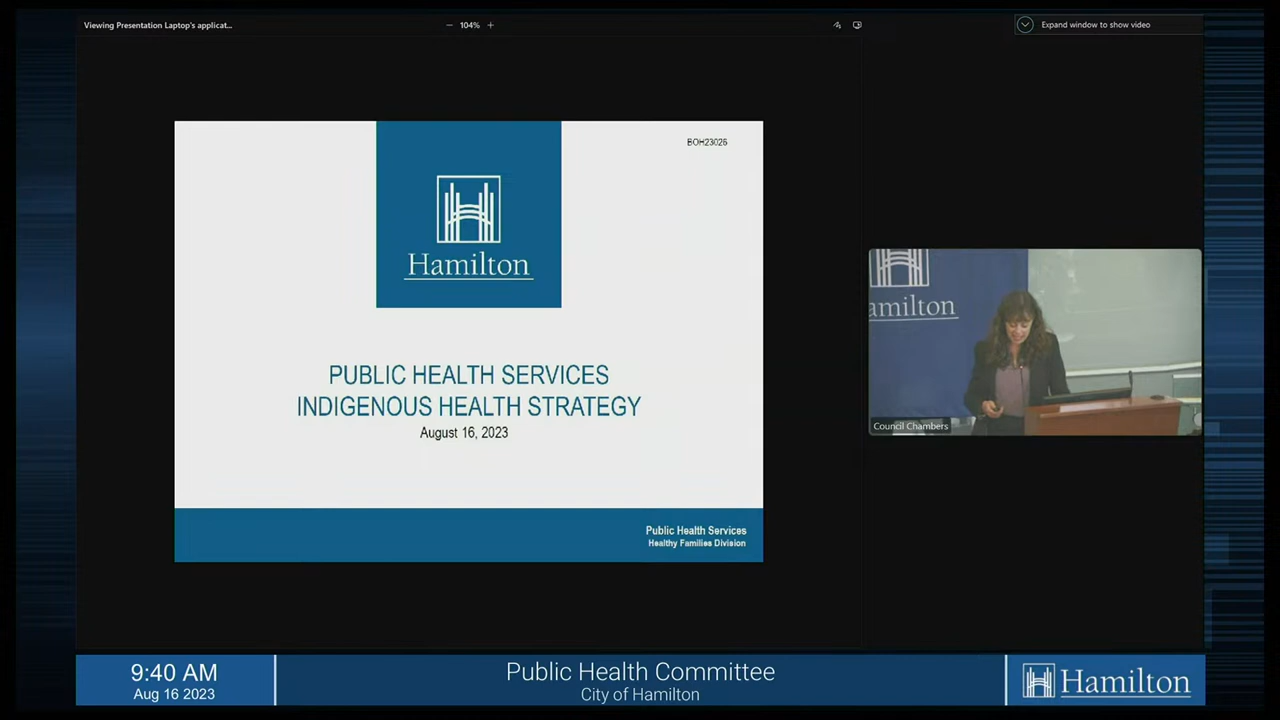 Viewing Presentation Laptop's applicat...
104%
Expand window to show video
BOH23026
Hamilton
PUBLIC HEALTH SERVICES
INDIGENOUS HEALTH STRATEGY
August 16, 2023
Public Health Services
Healthy Families Division
amilton
Council Chambers
9:40 AM
Aug 16 2023
Public Health Committee
City of Hamilton
Hamilton